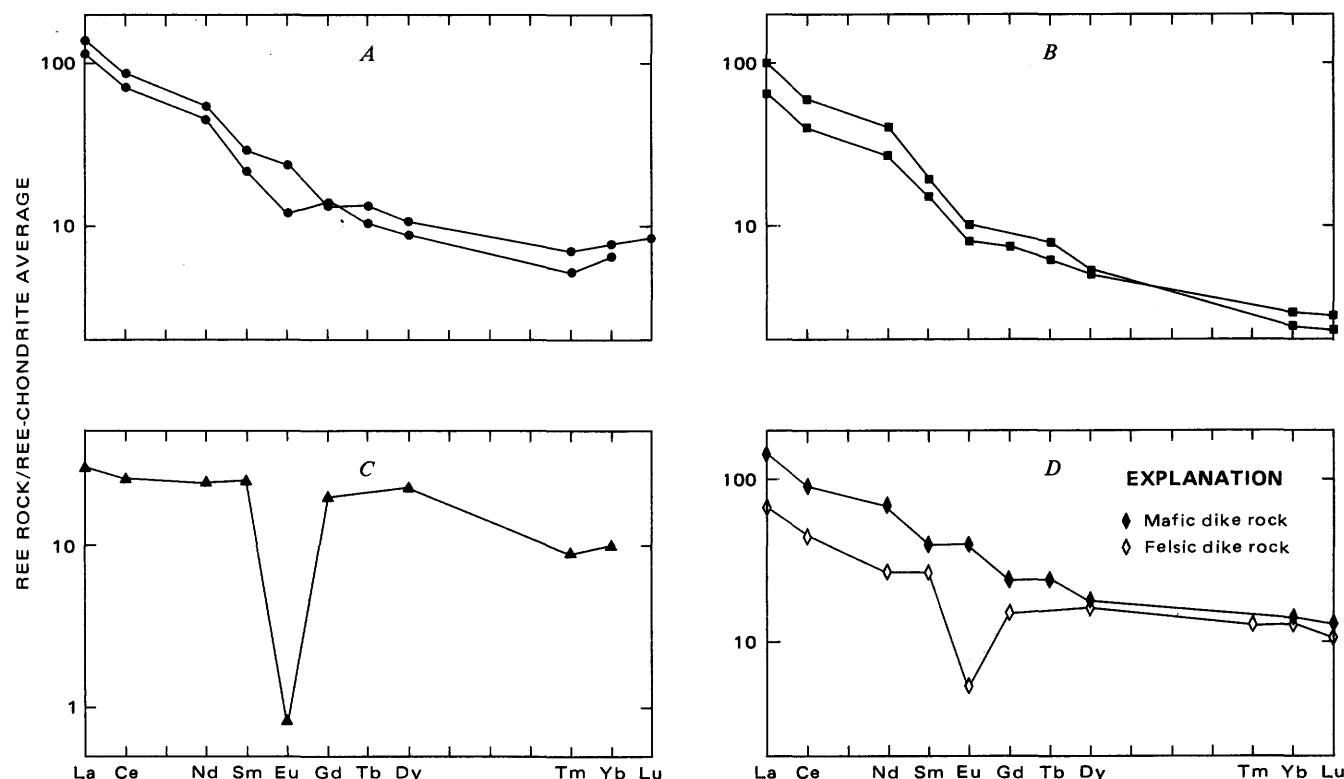 REE ROCK/REE-CHONDRITE AVERAGE
A
100
10
B
100
10
C
10
1
La Ce Nd Sm Eu Gd Tb Dy Tm Yb Lu
D
EXPLANATION
Mafic dike rock
Felsic dike rock
100
10
La Ce Nd Sm Eu Gd Tb Dy Tm Yb Lu